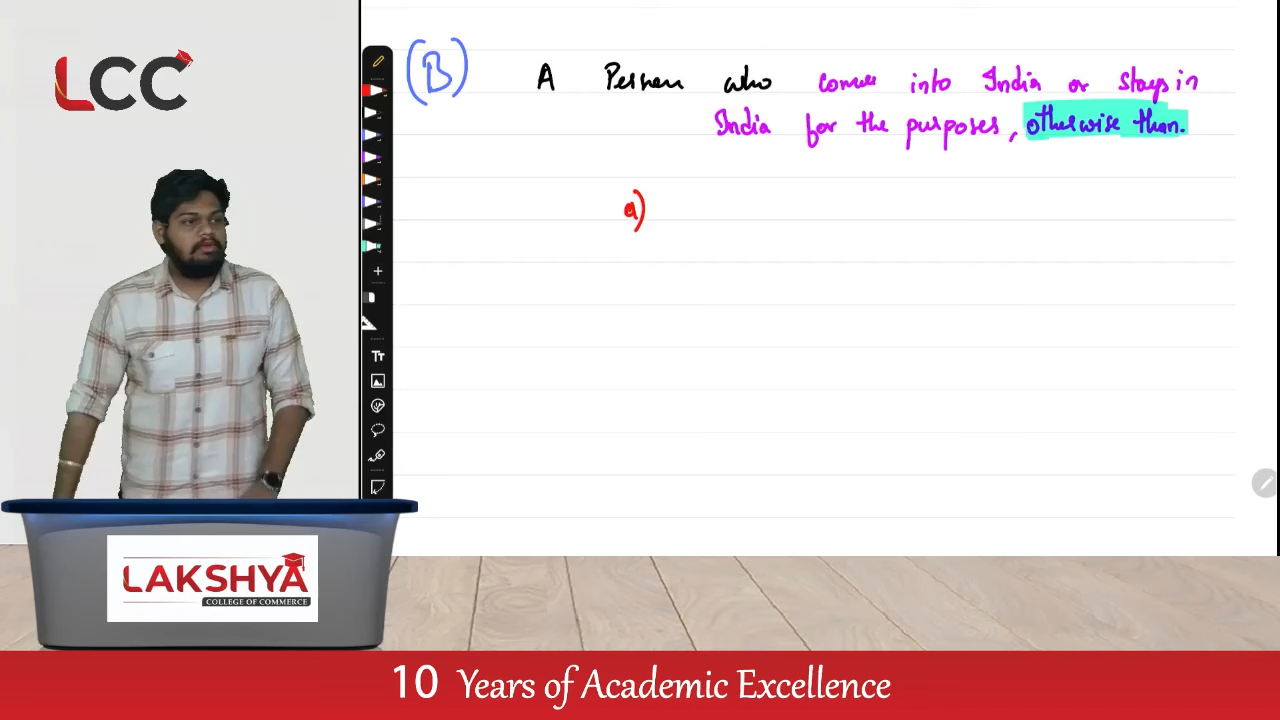 LCC
(B) A Person who comes into India or stays in
India for the purposes, otherwise than.
a)
TT
LAKSHYA
COLLEGE OF COMMERCE
10 Years of Academic Excellence